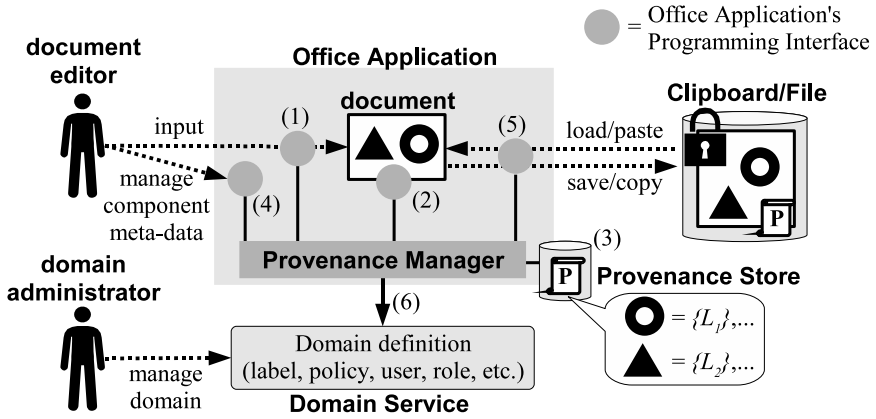 = Office Application's
Programming Interface
document
editor
Office Application
Clipboard/File
document
input
(1)
(5)
load/paste
save/copy
manage
component
meta-data
(4)
(2)
P
Provenance Manager
(3)
P
Provenance Store
domain
administrator
(6)
= {L₁},...
= {L₂},...
Domain definition
(label, policy, user, role, etc.)
manage
domain
Domain Service